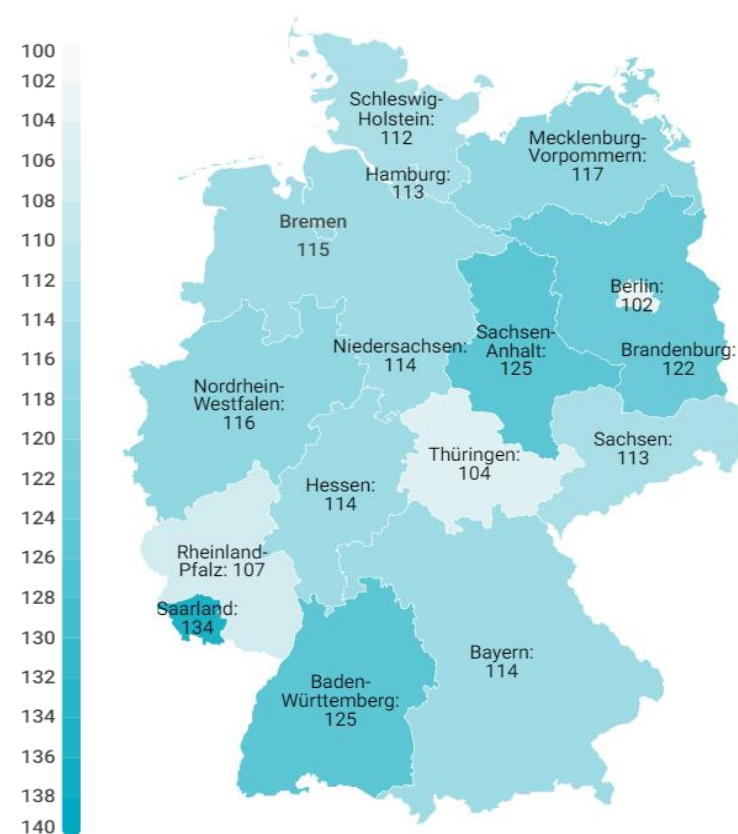 100
102
104
106
108
110
112
114
116
118
120
122
124
126
128
130
132
134
136
138
140
Schleswig-
Holstein:
112
Mecklenburg-
Vorpommern:
117
Hamburg:
113
Bremen
115
Berlin:
102
Niedersachsen:
114
Sachsen-
Anhalt:
125
Brandenburg:
122
Nordrhein-
Westfalen:
116
Thüringen:
104
Sachsen:
113
Hessen:
114
Rheinland-
Pfalz: 107
Saarland:
134
Bayern:
114
Baden-
Württemberg:
125